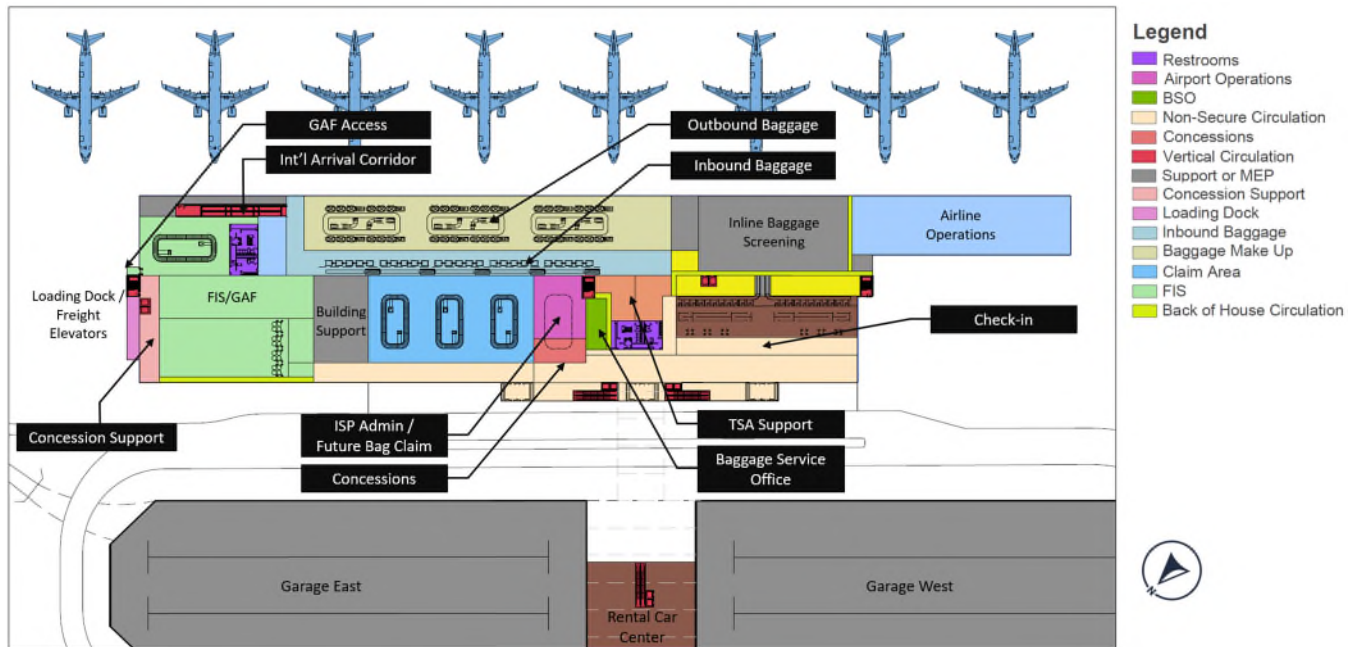 Legend
Restrooms
Airport Operations
BSO
Non-Secure Circulation
Concessions
Vertical Circulation
Support or MEP
Concession Support
Loading Dock
Inbound Baggage
Baggage Make Up
Claim Area
FIS
Back of House Circulation
GAF Access
Int'l Arrival Corridor
Outbound Baggage
Inbound Baggage
Inline Baggage
Screening
Airline
Operations
Loading Dock /
Freight
Elevators
FIS/GAF
Building
Support
Check-in
Concession Support
ISP Admin /
Future Bag Claim
Concessions
TSA Support
Baggage Service
Office
Garage East
Garage West
Rental Car
Center
N